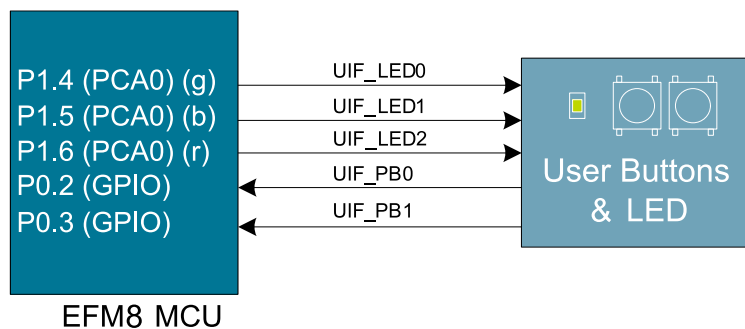 P1.4 (PCA0) (g)
P1.5 (PCA0) (b)
P1.6 (PCA0) (r)
P0.2 (GPIO)
P0.3 (GPIO)
EFM8 MCU
UIF_LED0
UIF_LED1
UIF_LED2
UIF_PB0
UIF_PB1
User Buttons
& LED